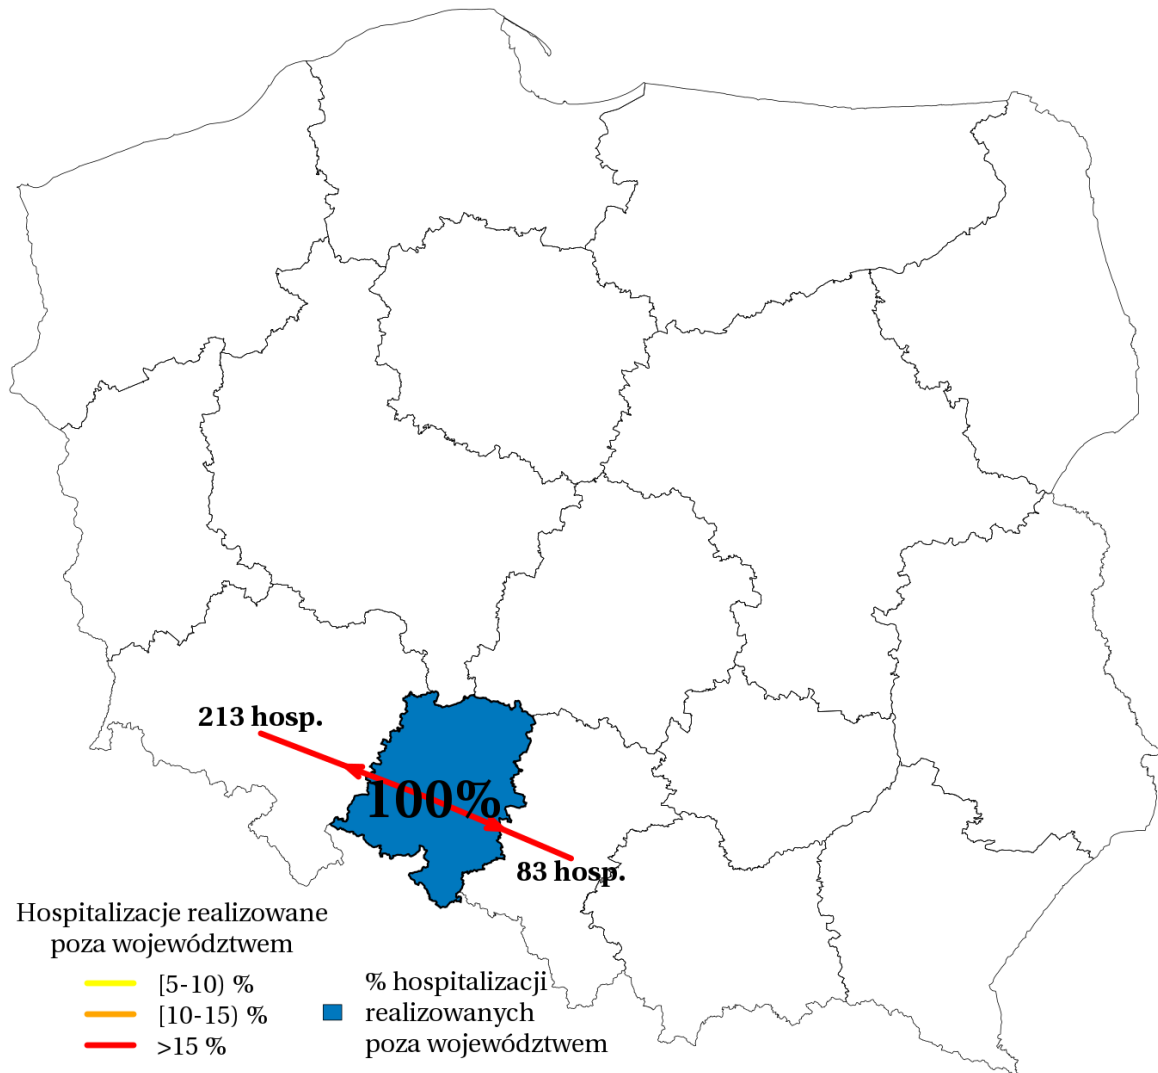 213 hosp.
100%
83 hosp.
Hospitalizacje realizowane
poza województwem
[5-10) %
[10-15) %
>15 %
% hospitalizacji
realizowanych
poza województwem